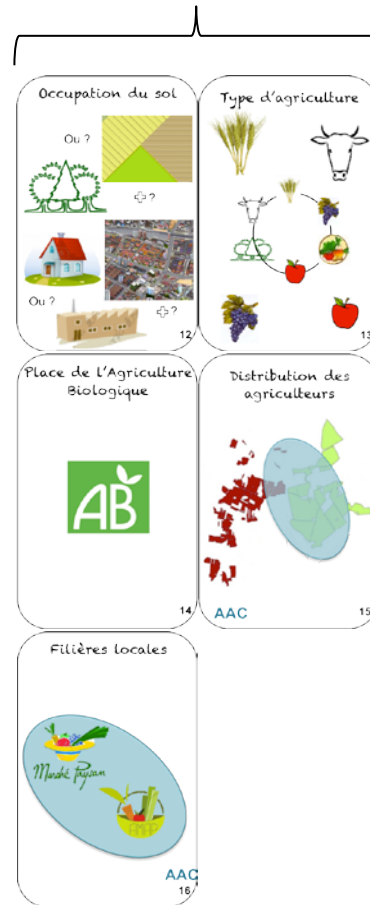 Occupation du sol
Ou ?
+ ?
Ou ?
+ ?
12
Type d'agriculture
13
Place de l'Agriculture
Biologique
AB
14
Distribution des
agriculteurs
AAC
15
Filières locales
Marché Paysan
AMAP
AAC
16